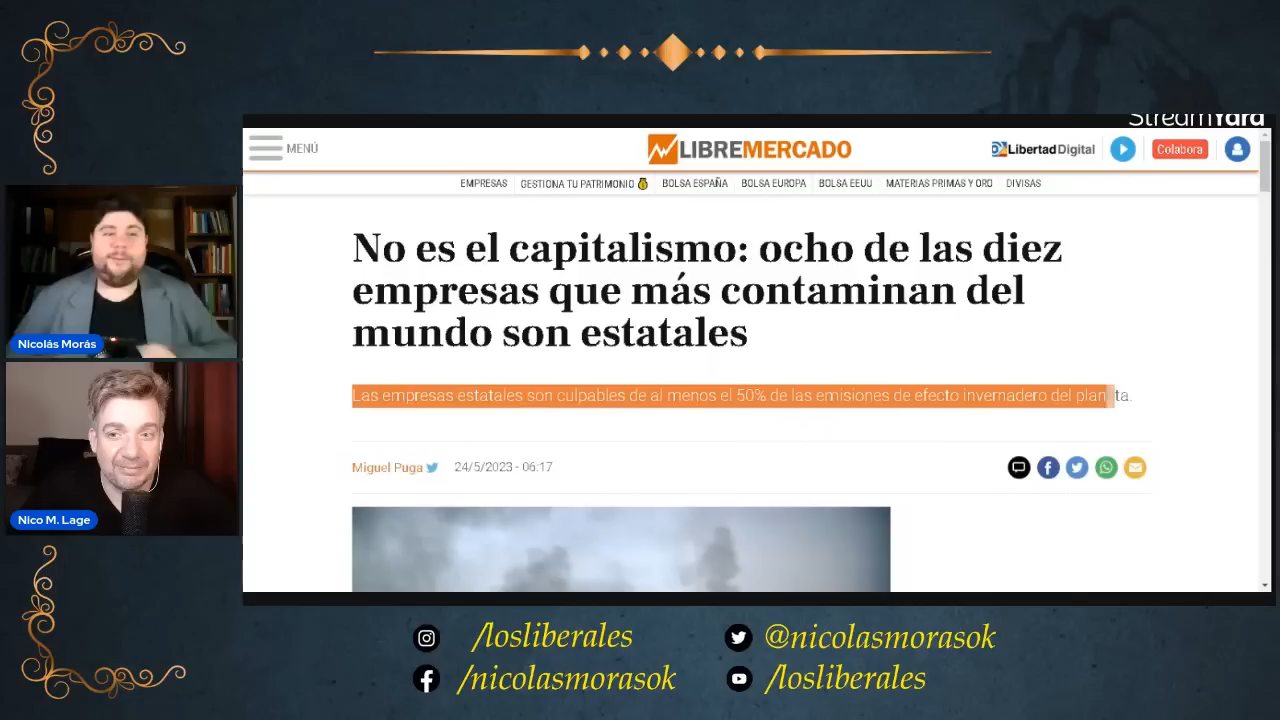 StreamYard
MENÚ
LIBREMERCADO
LD LibertadDigital
Colabora
EMPRESAS GESTIONA TU PATRIMONIO BOLSA ESPAÑA BOLSA EUROPA BOLSA EEUU MATERIAS PRIMAS Y ORO DIVISAS
No es el capitalismo: ocho de las diez
empresas que más contaminan del
mundo son estatales
Las empresas estatales son culpables de al menos el 50% de las emisiones de efecto invernadero del planeta.
Miguel Puga 24/5/2023 - 06:17
Nicolás Morás
Nico M. Lage
/losliberales @nicolasmorasok
/nicolasmorasok /losliberales